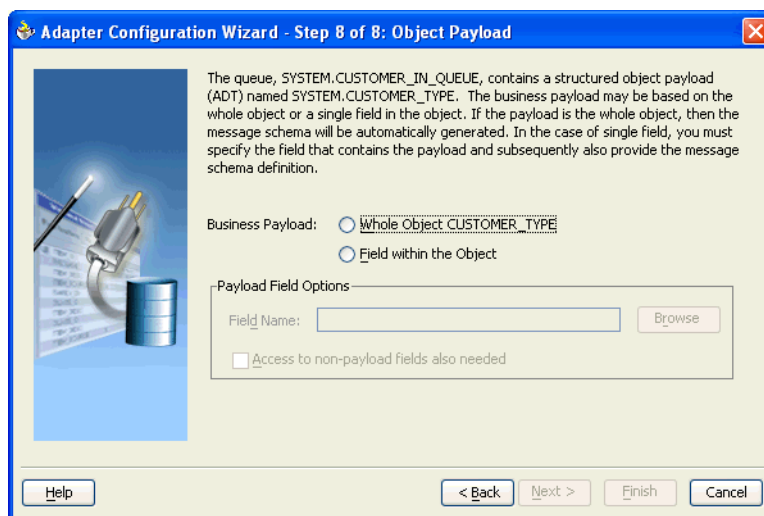 Adapter Configuration Wizard - Step 8 of 8: Object Payload
The queue, SYSTEM.CUSTOMER_IN_QUEUE, contains a structured object payload
(ADT) named SYSTEM.CUSTOMER_TYPE.  The business payload may be based on the
whole object or a single field in the object. If the payload is the whole object, then the
message schema will be automatically generated. In the case of single field, you must
specify the field that contains the payload and subsequently also provide the message
schema definition.
Business Payload:
Whole Object CUSTOMER_TYPE
Field within the Object
Payload Field Options
Field Name:
Browse
Access to non-payload fields also needed
Help
< Back
Next >
Finish
Cancel